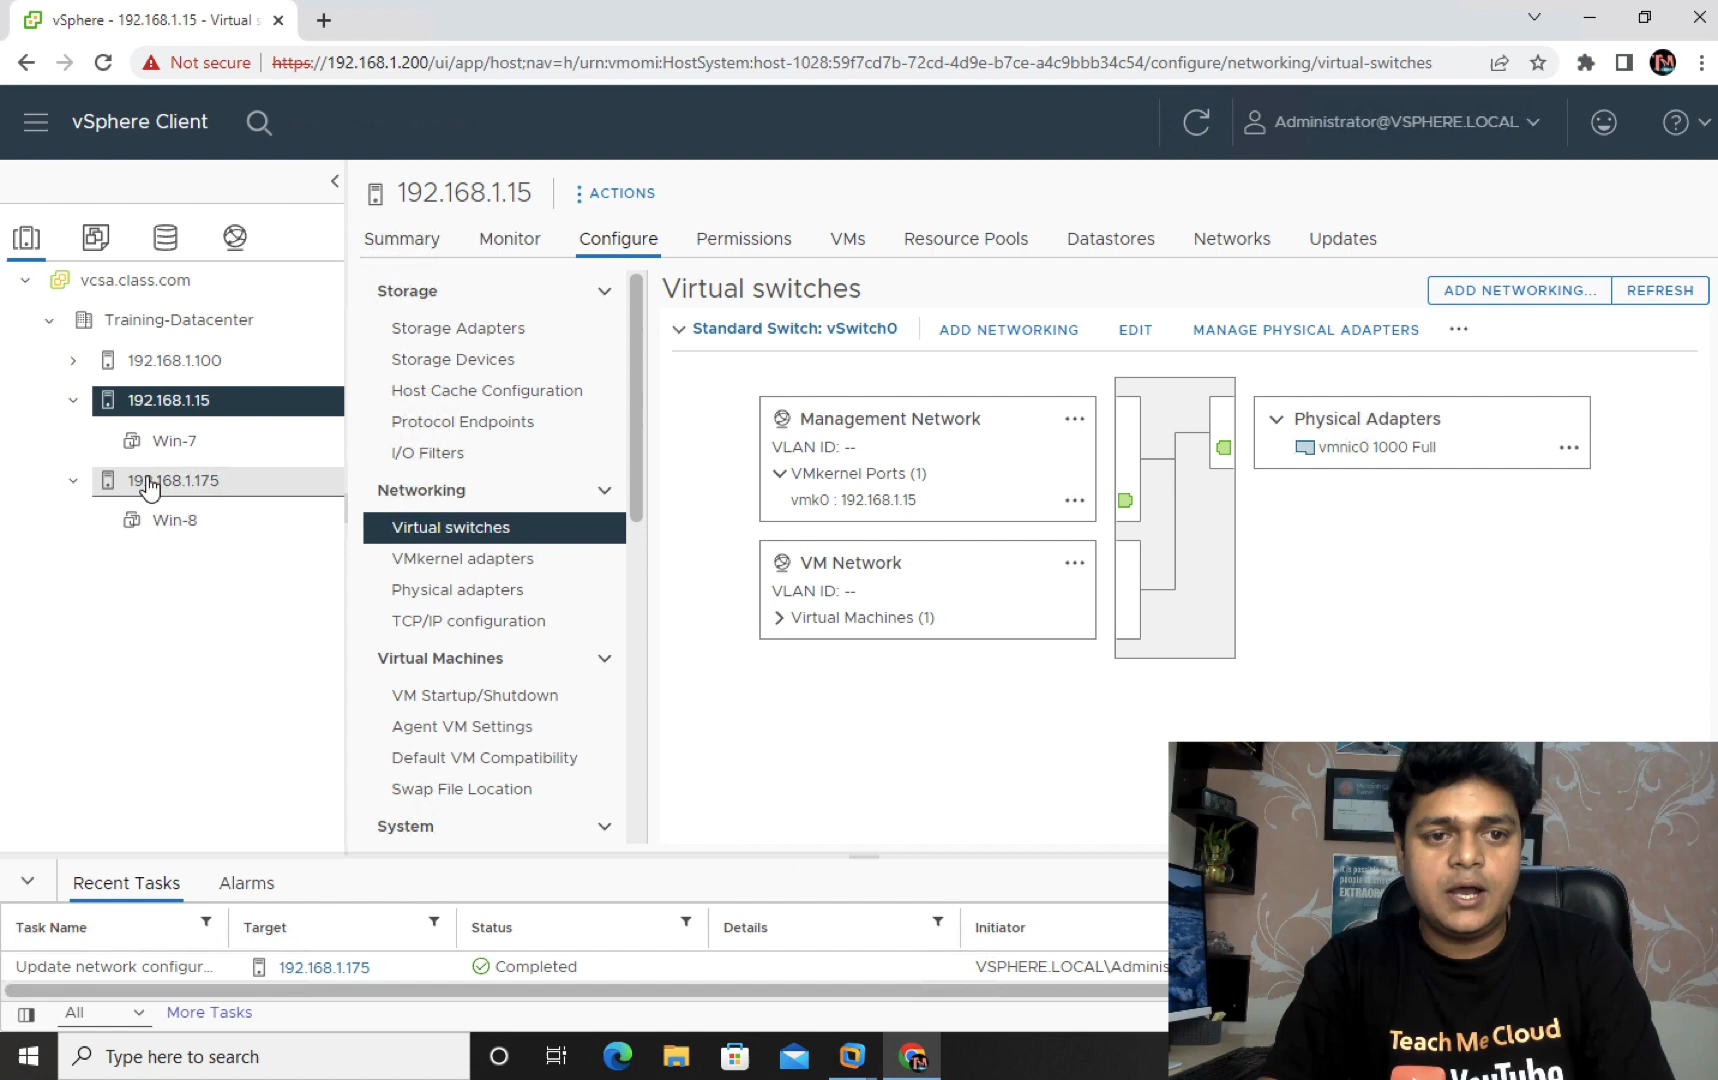 vSphere - 192.168.1.15 - Virtual s
Not secure
https://192.168.1.200/ui/app/host;nav=h/urn:vmomi:HostSystem:host-1028:59f7cd7b-72cd-4d9e-b7ce-a4c9bbb34c54/configure/networking/virtual-switches
vSphere Client
Administrator@VSPHERE.LOCAL
192.168.1.15
ACTIONS
Summary
Monitor
Configure
Permissions
VMs
Resource Pools
Datastores
Networks
Updates
vcsa.class.com
Training-Datacenter
192.168.1.100
192.168.1.15
Win-7
192.168.1.175
Win-8
Storage
Storage Adapters
Storage Devices
Host Cache Configuration
Protocol Endpoints
I/O Filters
Networking
Virtual switches
VMkernel adapters
Physical adapters
TCP/IP configuration
Virtual Machines
VM Startup/Shutdown
Agent VM Settings
Default VM Compatibility
Swap File Location
System
Virtual switches
ADD NETWORKING...
REFRESH
Standard Switch: vSwitch0
ADD NETWORKING
EDIT
MANAGE PHYSICAL ADAPTERS
Management Network
VLAN ID: --
VMkernel Ports (1)
vmk0 : 192.168.1.15
VM Network
VLAN ID: --
Virtual Machines (1)
Physical Adapters
vmnic0 1000 Full
Recent Tasks
Alarms
Task Name
Target
Status
Details
Initiator
Update network configur...
192.168.1.175
Completed
VSPHERE.LOCAL\Adminis
All
More Tasks
Type here to search
EXTRAOR
Teach Me Cloud
YouTube